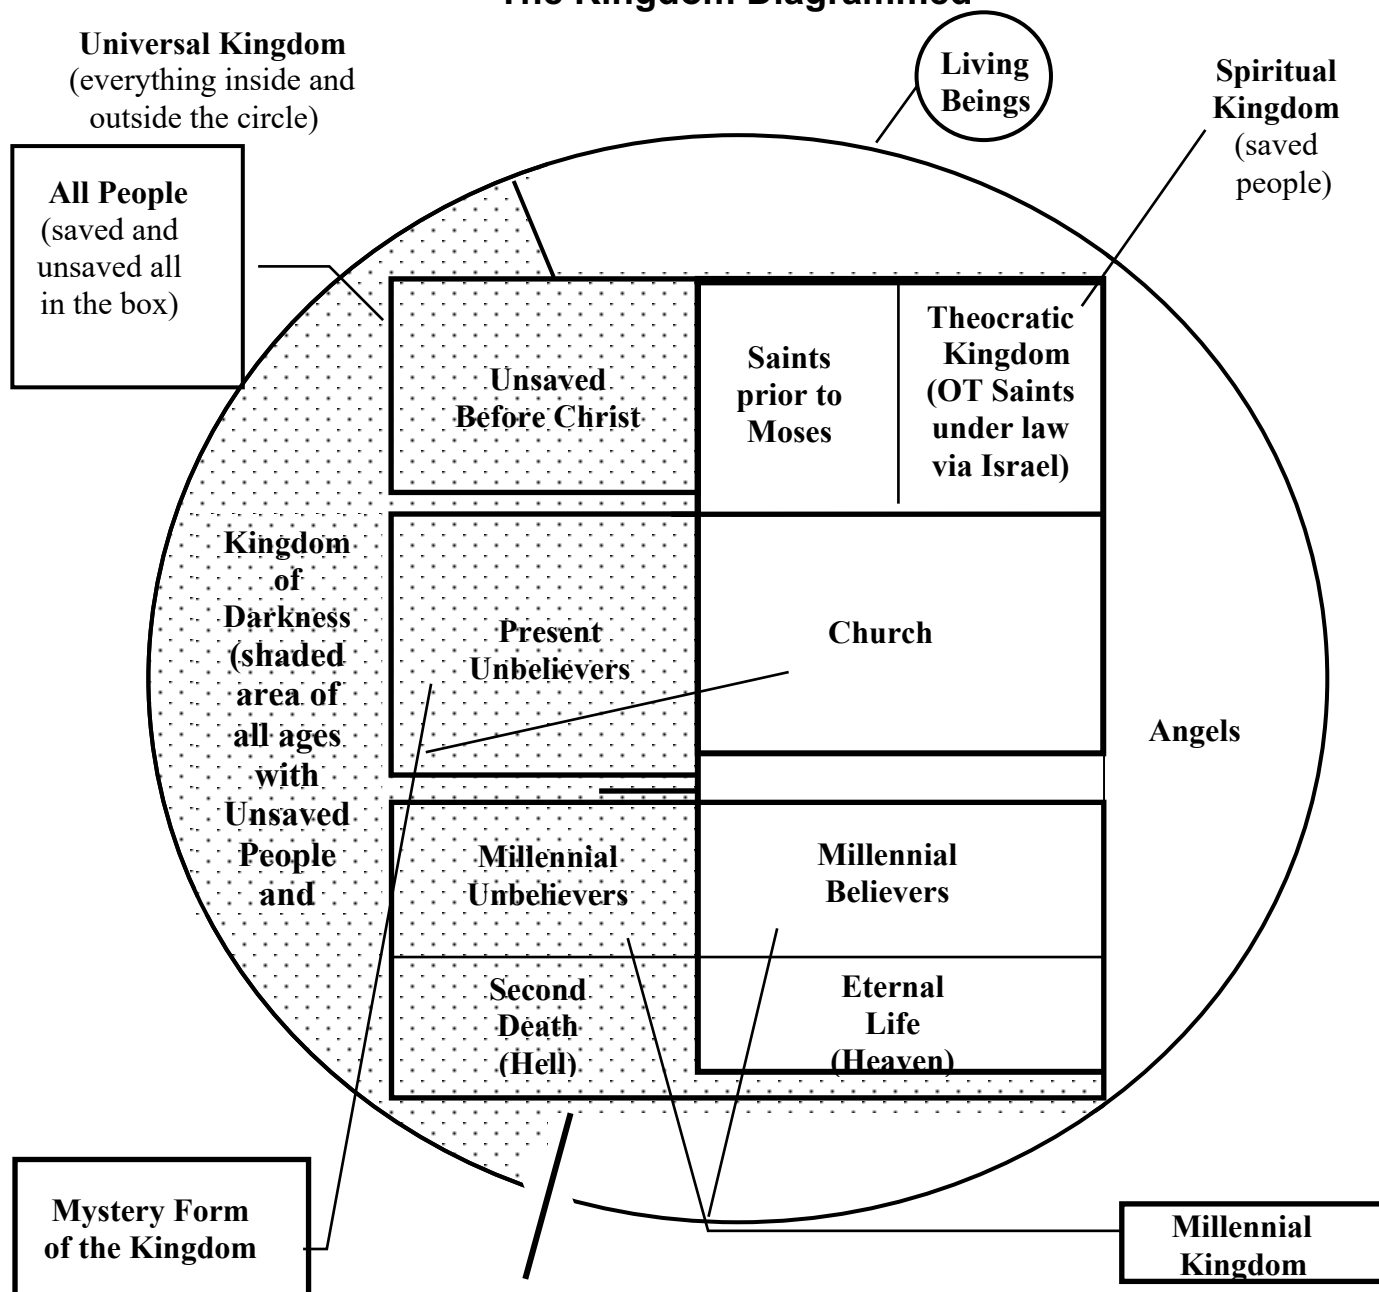 The Kingdom Diagrammed
Universal Kingdom
(everything inside and
outside the circle)
Living
Beings
Spiritual
Kingdom
(saved
people)
All People
(saved and
unsaved all
in the box)
Unsaved
Before Christ
Saints
prior to
Moses
Theocratic
Kingdom
(OT Saints
under law
via Israel)
Kingdom
of
Darkness
(shaded
area of
all ages
with
Unsaved
People
and
Present
Unbelievers
Church
Angels
Millennial
Unbelievers
Millennial
Believers
Second
Death
(Hell)
Eternal
Life
(Heaven)
Mystery Form
of the Kingdom
Millennial
Kingdom